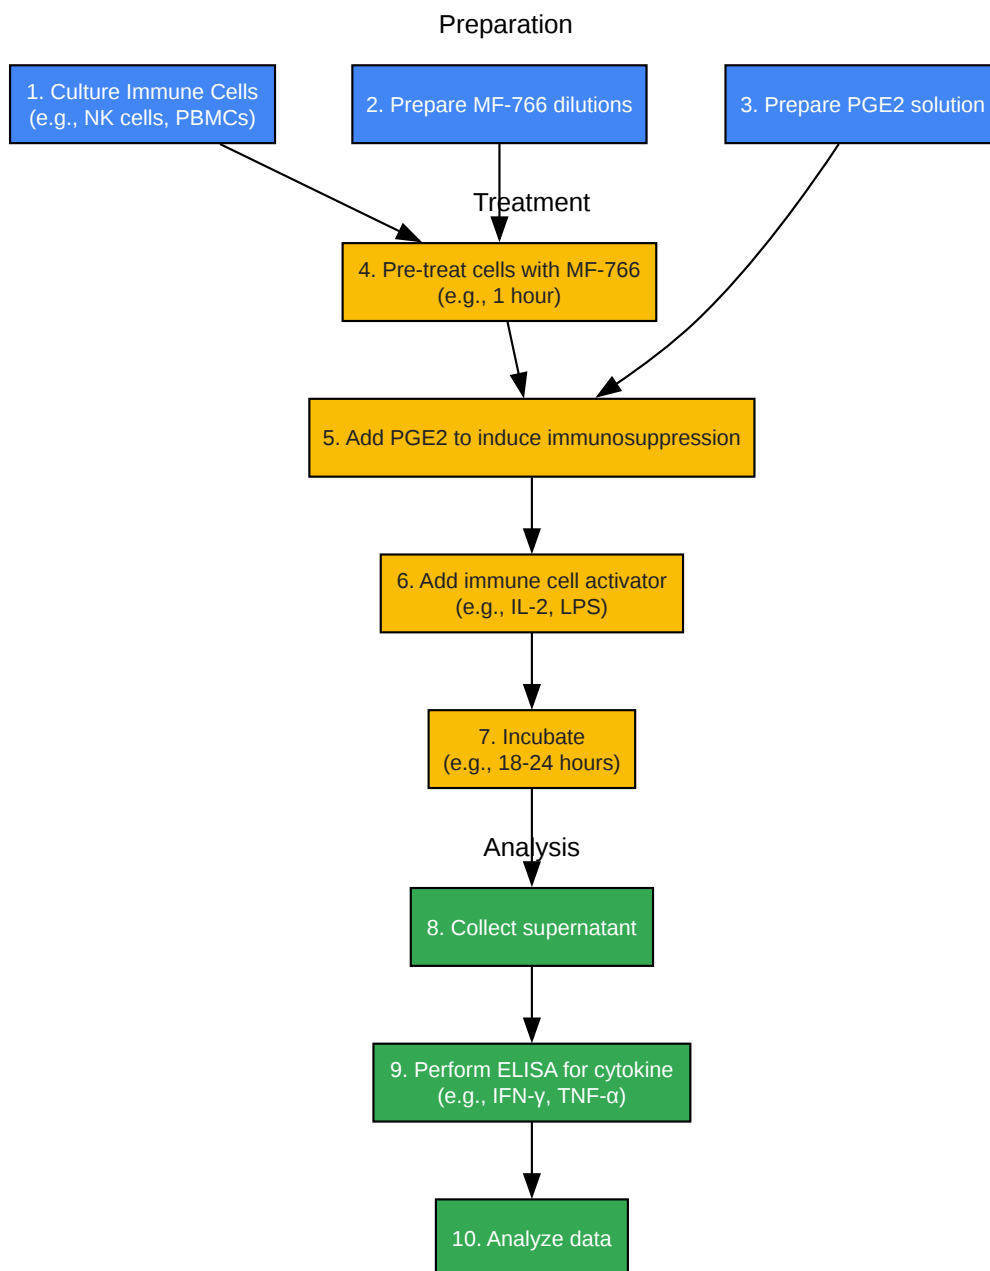 Preparation
1. Culture Immune Cells
(e.g., NK cells, PBMCs)
2. Prepare MF-766 dilutions
3. Prepare PGE2 solution
Treatment
4. Pre-treat cells with MF-766
(e.g., 1 hour)
5. Add PGE2 to induce immunosuppression
6. Add immune cell activator
(e.g., IL-2, LPS)
7. Incubate
(e.g., 18-24 hours)
Analysis
8. Collect supernatant
9. Perform ELISA for cytokine
(e.g., IFN-γ, TNF-α)
10. Analyze data